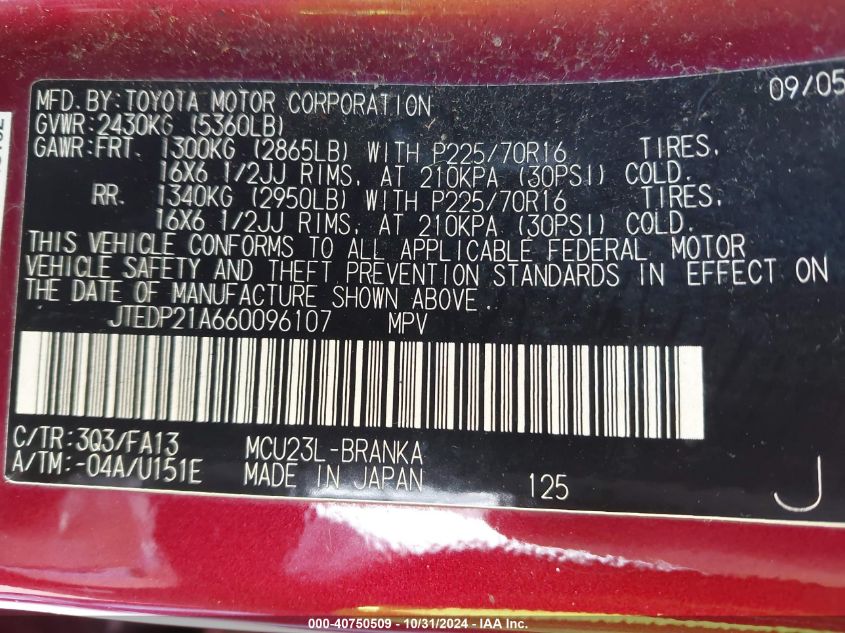 MFD. BY: TOYOTA MOTOR CORPORATION 09/05
GVWR: 2430KG (5360LB)
GAWR: FRT. 1300KG (2865LB) WITH P225/70R16 TIRES,
16X6 1/2JJ RIMS, AT 210KPA (30PSI) COLD.
RR. 1340KG (2950LB) WITH P225/70R16 TIRES,
16X6 1/2JJ RIMS, AT 210KPA (30PSI) COLD.
THIS VEHICLE CONFORMS TO ALL APPLICABLE FEDERAL MOTOR
VEHICLE SAFETY AND THEFT PREVENTION STANDARDS IN EFFECT ON
THE DATE OF MANUFACTURE SHOWN ABOVE.
JTEDP21A660096107 MPV
C/TR: 3Q3/FA13 MCU23L-BRANKA
A/TM: -04A/U151E MADE IN JAPAN 125 J
000-40750509 - 10/31/2024 - © IAA, Inc.